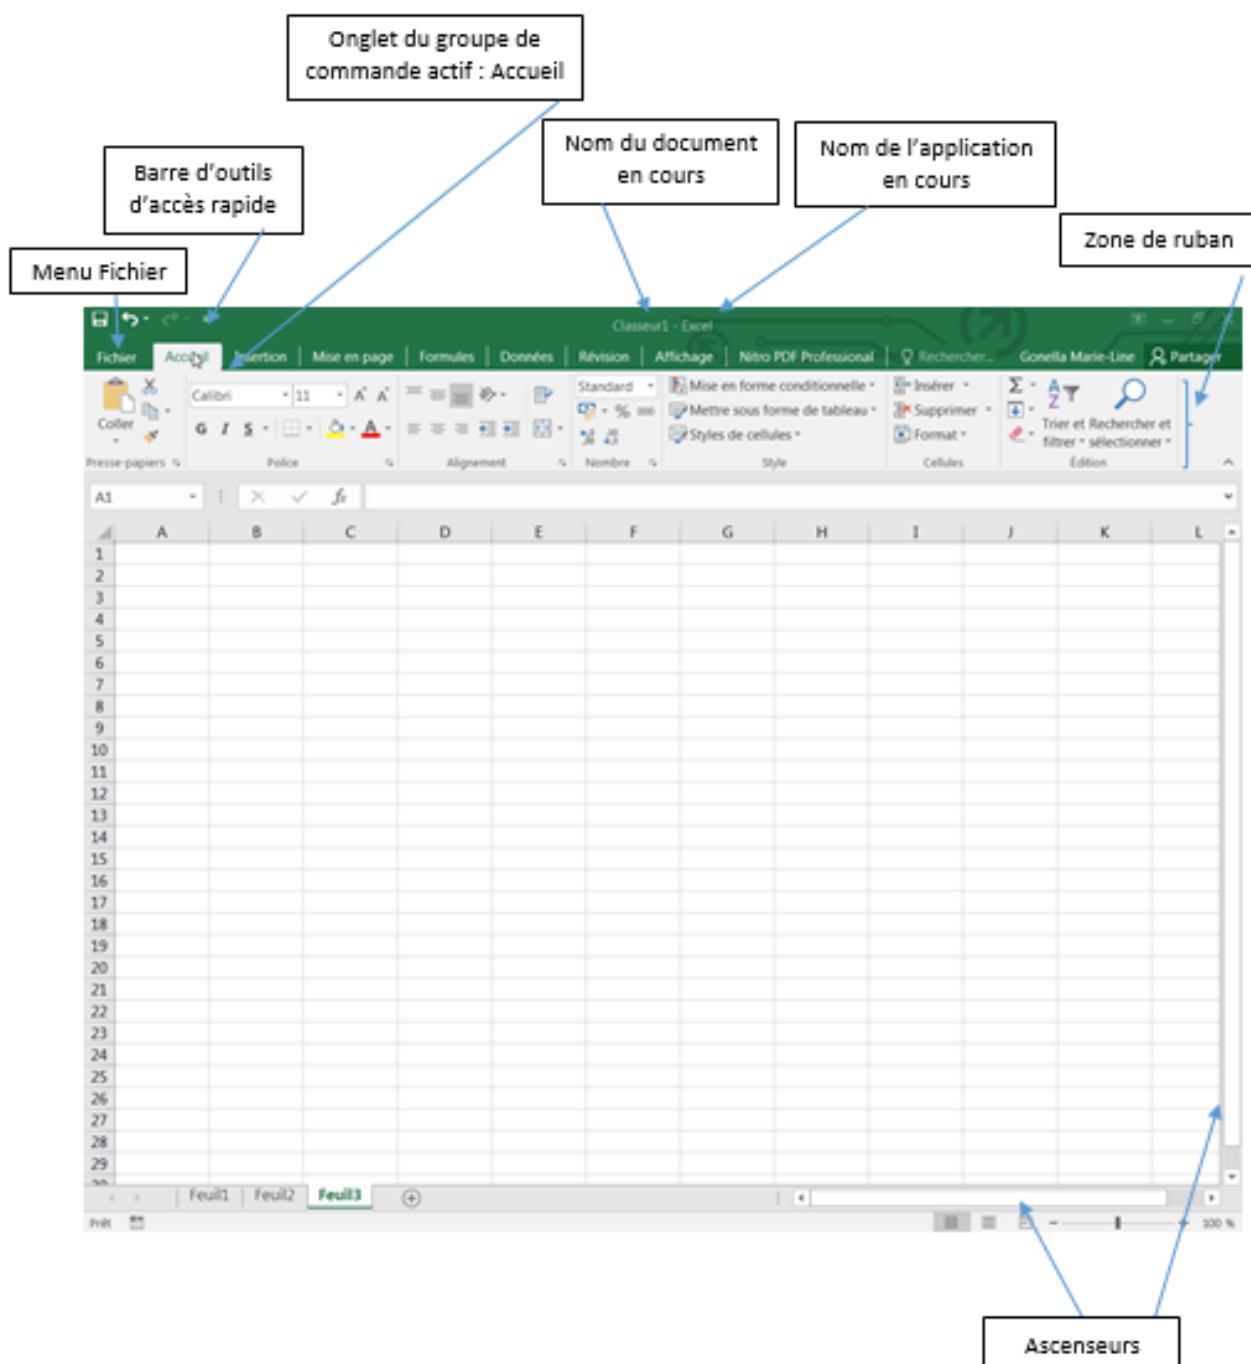 Onglet du groupe de
commande actif : Accueil
Nom du document
en cours
Nom de l'application
en cours
Barre d'outils
d'accès rapide
Zone de ruban
Menu Fichier
Classeur1 - Excel
Fichier Accueil Insertion Mise en page Formules Données Révision Affichage Nitro PDF Professional Rechercher... Gonella Marie-Line Partager
Calibri 11 Standard Mise en forme conditionnelle Insérer Σ A Z
Coller G I S A % 000 Mettre sous forme de tableau Supprimer Trier et Rechercher et
Styles de cellules Format filtrer sélectionner
Presse-papiers Police Alignement Nombre Style Cellules Édition
A1 fx
A B C D E F G H I J K L
1
2
3
4
5
6
7
8
9
10
11
12
13
14
15
16
17
18
19
20
21
22
23
24
25
26
27
28
29
Feuil1 Feuil2 Feuil3
Prêt 100 %
Ascenseurs